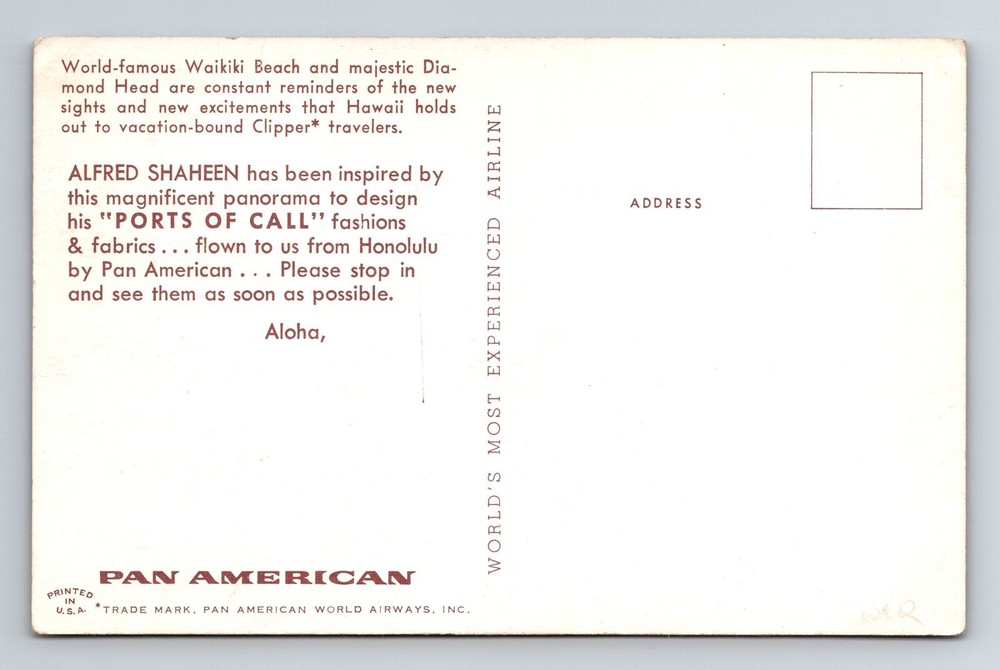 World-famous Waikiki Beach and majestic Dia-
mond Head are constant reminders of the new
sights and new excitements that Hawaii holds
out to vacation-bound Clipper* travelers.
ALFRED SHAHEEN has been inspired by
this magnificent panorama to design
his "PORTS OF CALL" fashions
& fabrics ... flown to us from Honolulu
by Pan American ... Please stop in
and see them as soon as possible.
Aloha,
PAN AMERICAN
PRINTED
IN
U.S.A.
*TRADE MARK, PAN AMERICAN WORLD AIRWAYS, INC.
WORLD'S MOST EXPERIENCED AIRLINE
ADDRESS